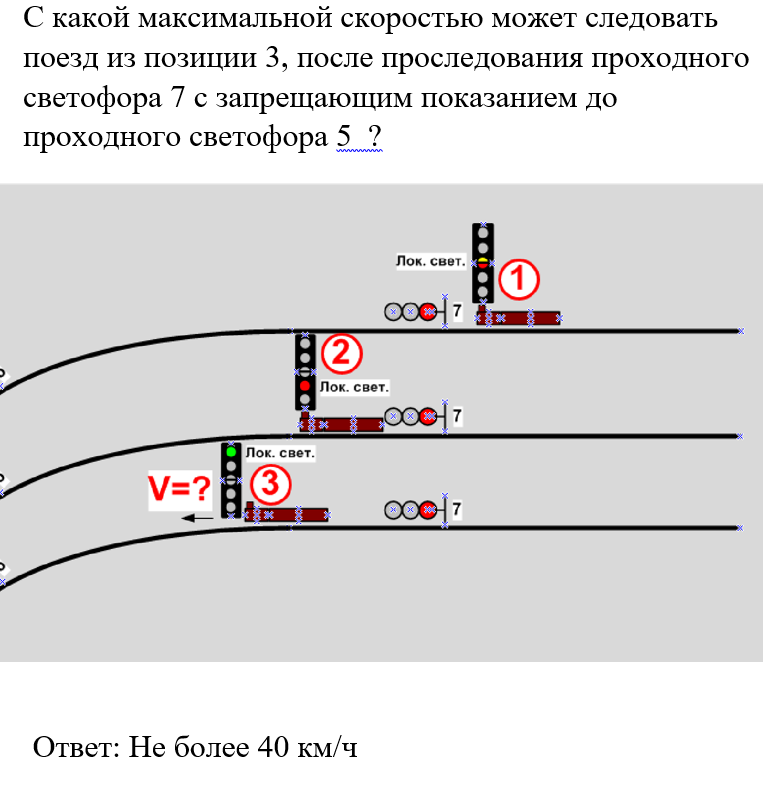 С какой максимальной скоростью может следовать
поезд из позиции 3, после проследования проходного
светофора 7 с запрещающим показанием до
проходного светофора 5 ?
Лок. свет.
1
7
2
Лок. свет.
7
Лок. свет.
V=?
3
7
Ответ: Не более 40 км/ч